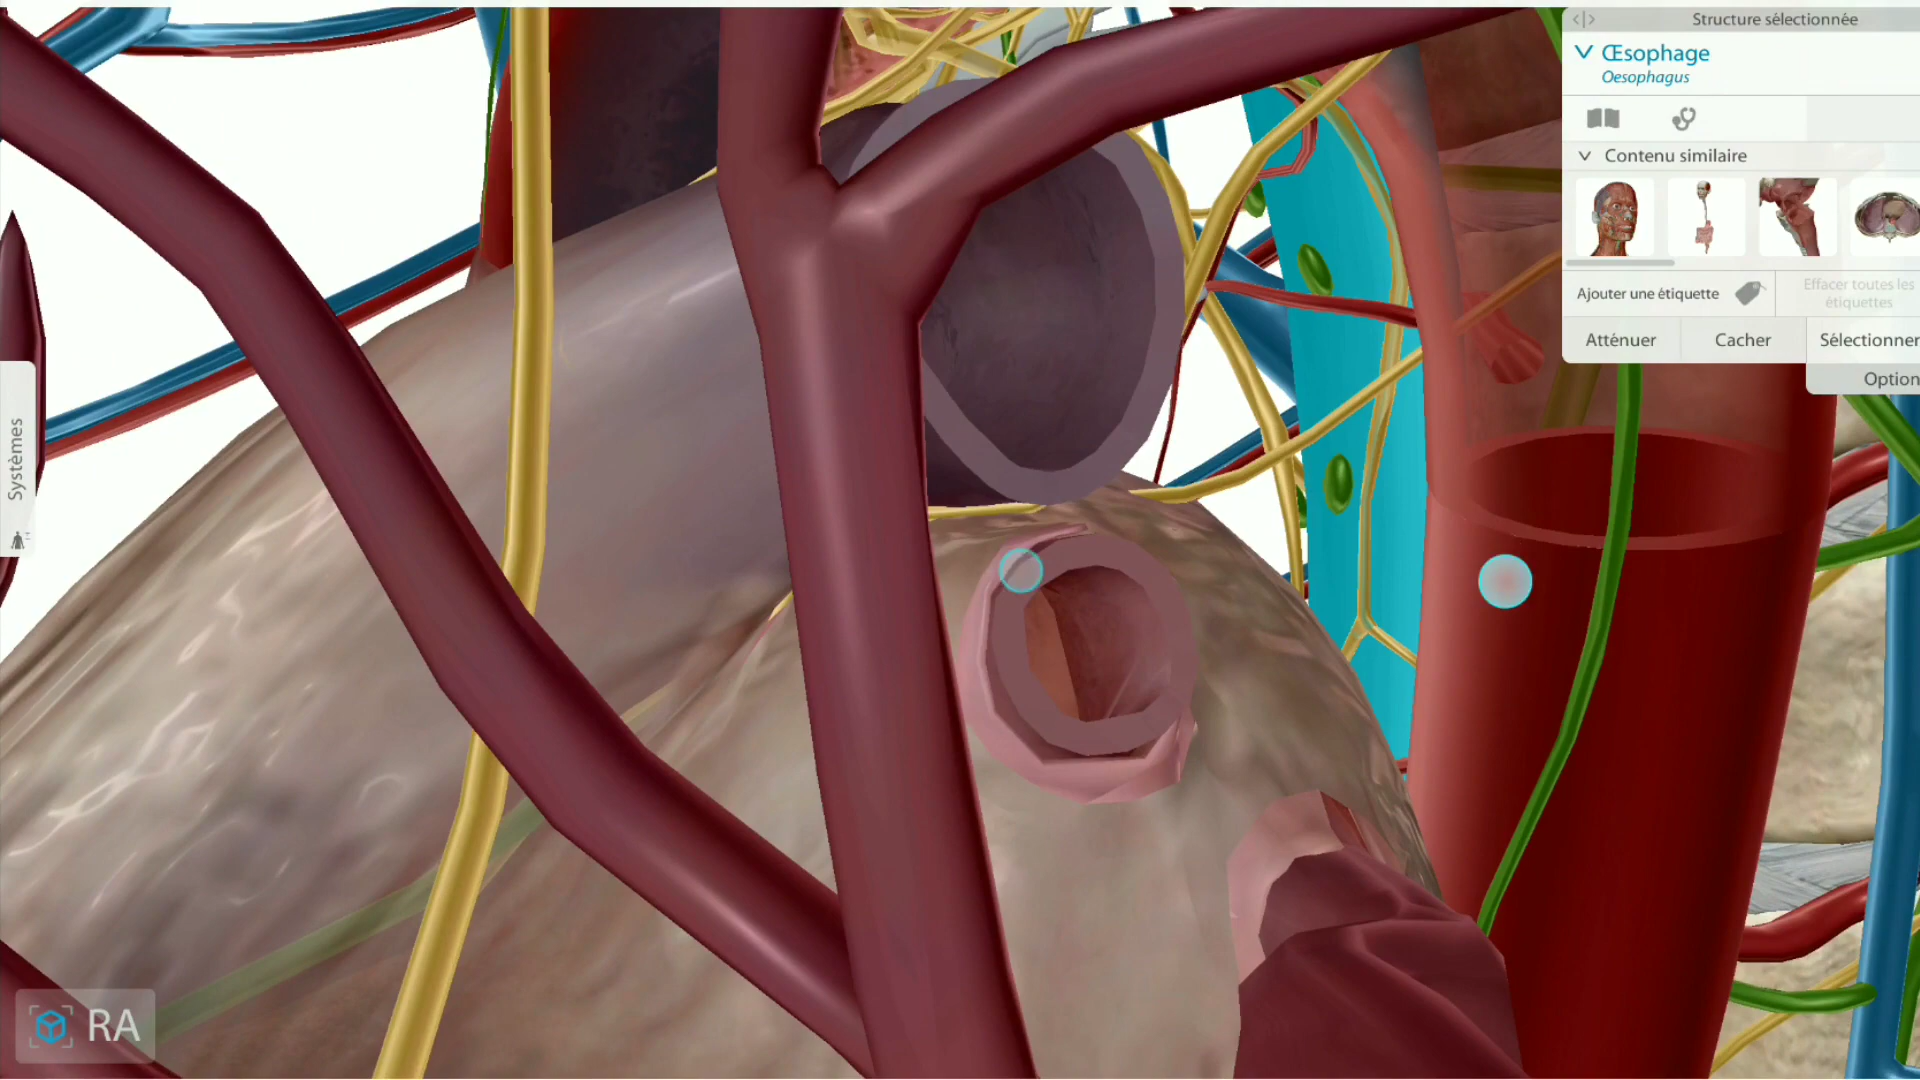 Structure sélectionnée
Œsophage
Oesophagus
Contenu similaire
Ajouter une étiquette
Effacer toutes les
étiquettes
Atténuer
Cacher
Sélectionner
Option
Systèmes
RA